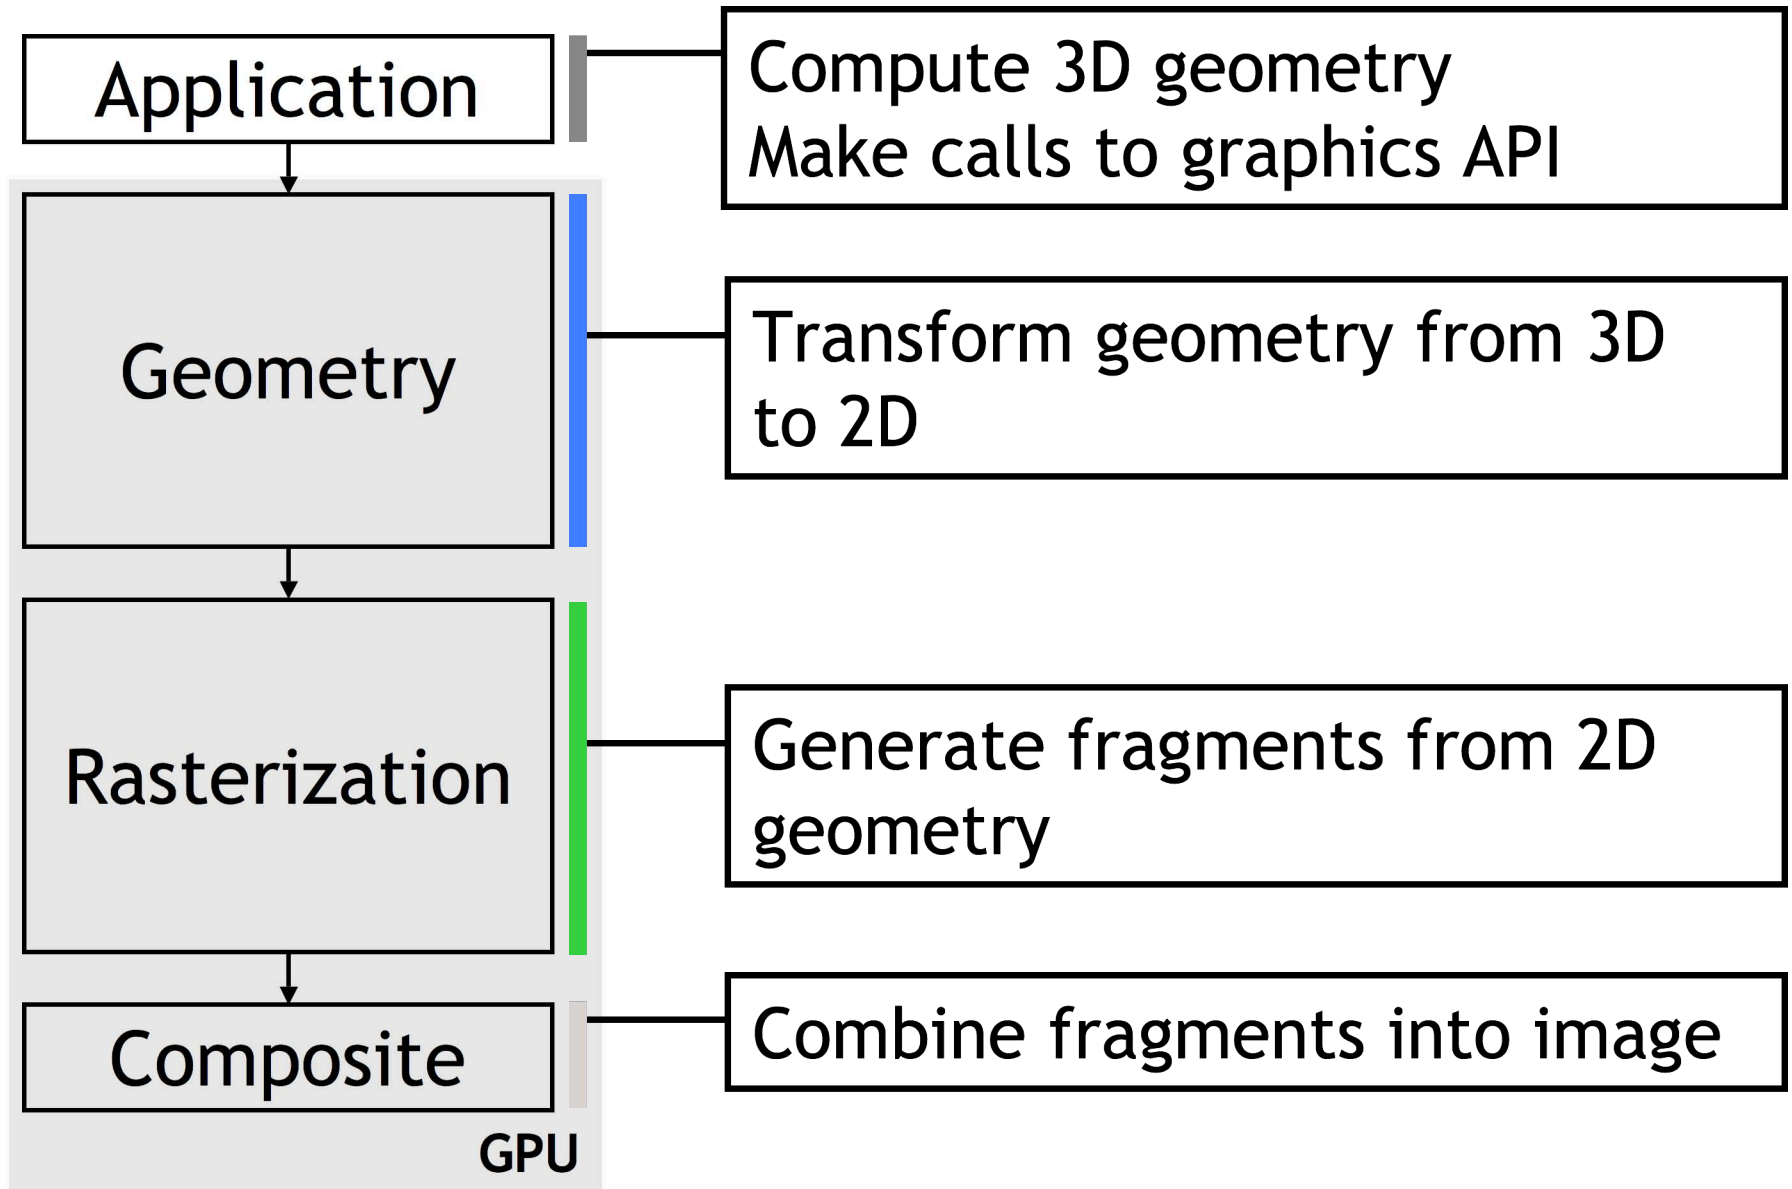 Application
Compute 3D geometry
Make calls to graphics API
Geometry
Transform geometry from 3D
to 2D
Rasterization
Generate fragments from 2D
geometry
Composite
Combine fragments into image
GPU